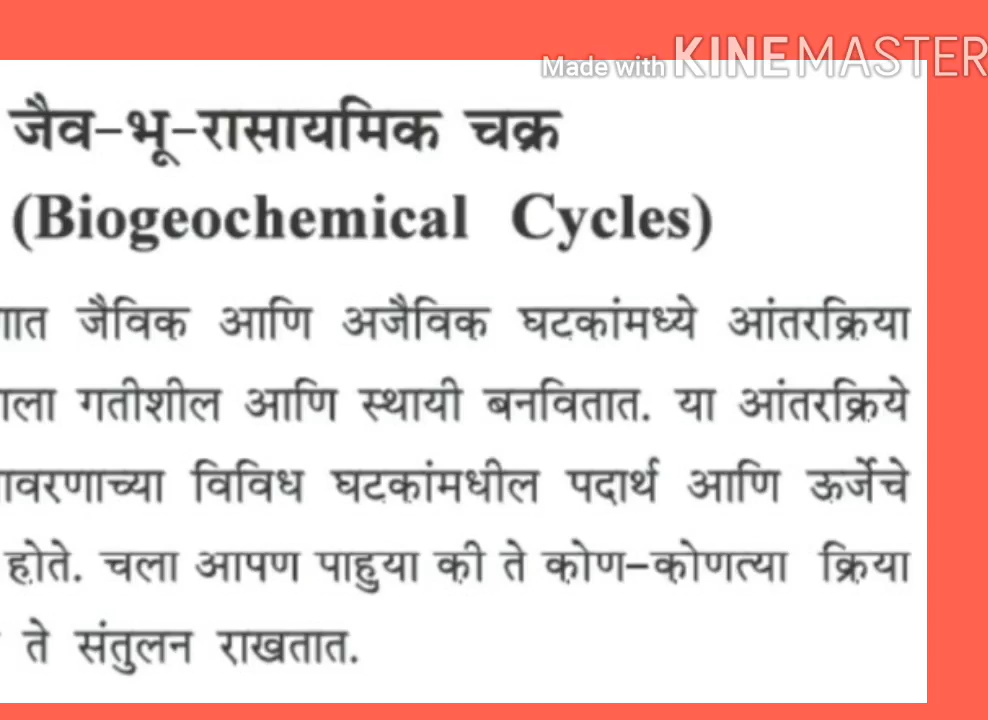 Made with KINEMASTER
जैव-भू-रासायमिक चक्र
(Biogeochemical Cycles)
जैविक आणि अजैविक घटकांमध्ये आंतरक्रिया
गतीशील आणि स्थायी बनवितात. या आंतरक्रिये
विविध घटकांमधील पदार्थ आणि ऊर्जेचे
होते. चला आपण पाहुया की ते कोण-कोणत्या क्रिया
ते संतुलन राखतात.